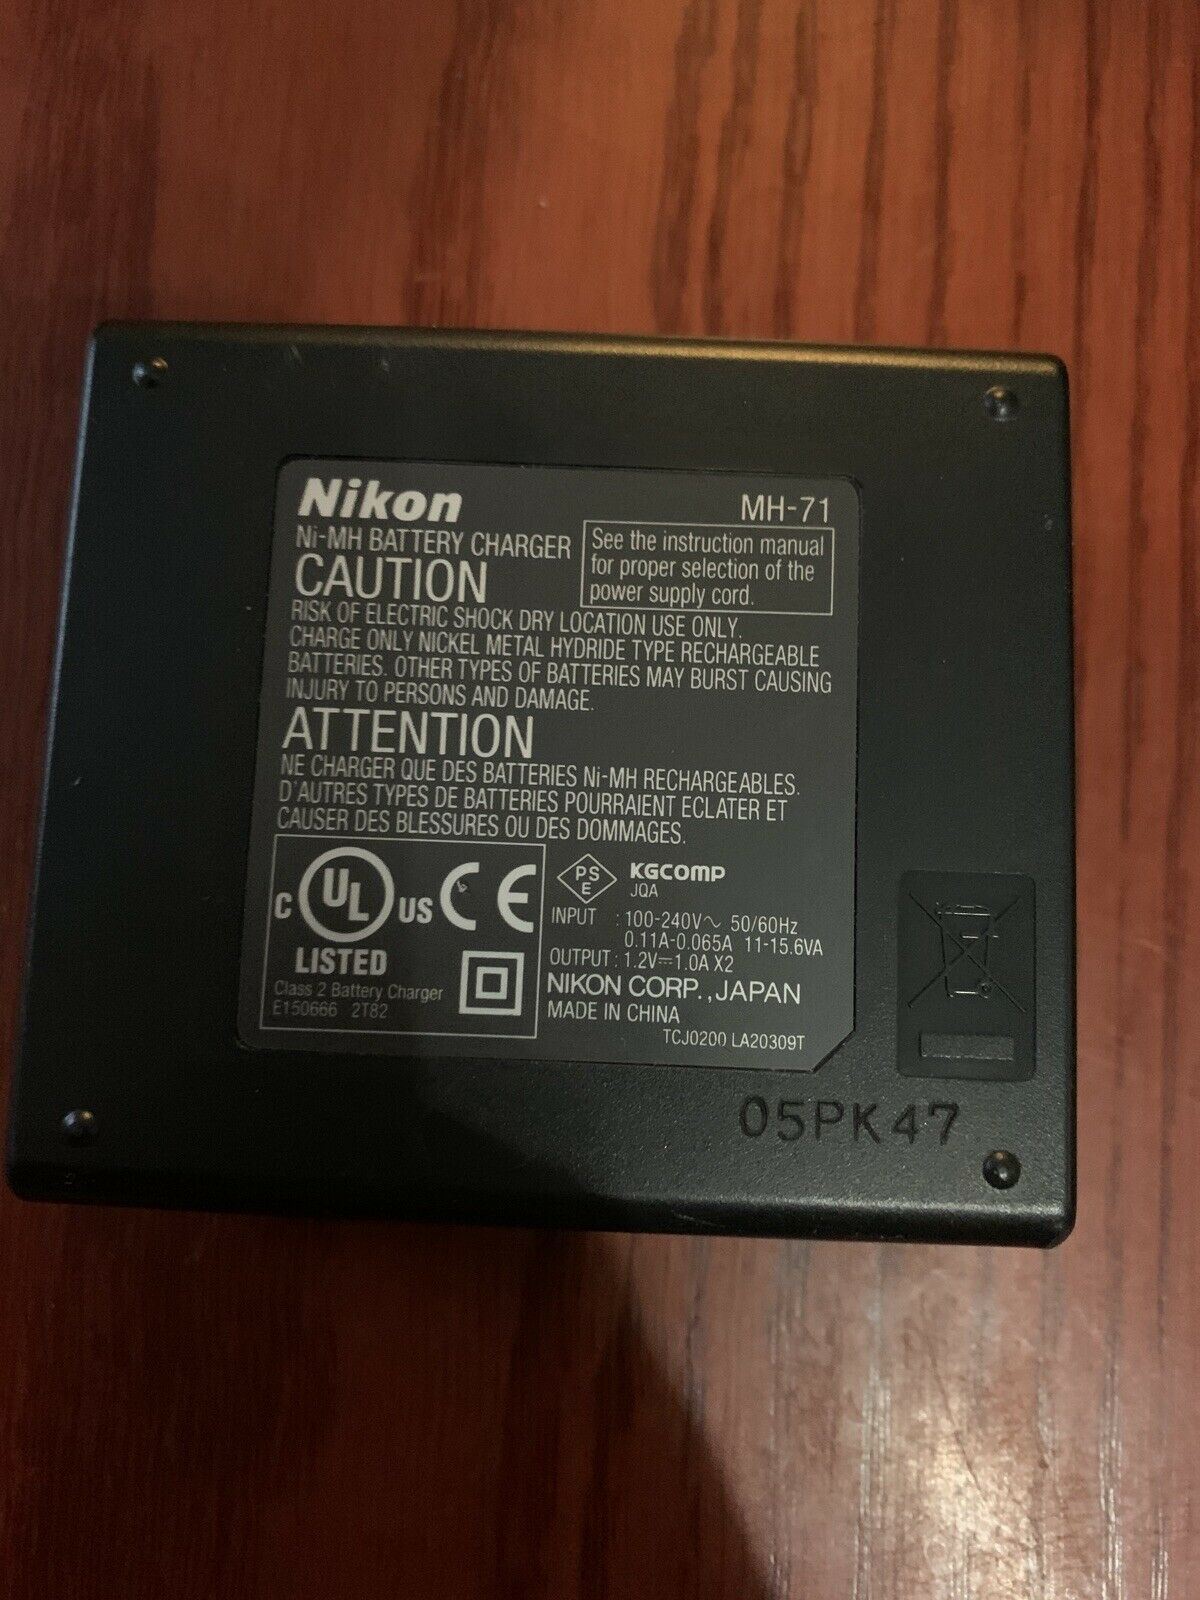 Nikon
MH-71
Ni-MH BATTERY CHARGER
See the instruction manual
for proper selection of the
power supply cord.
CAUTION
RISK OF ELECTRIC SHOCK DRY LOCATION USE ONLY.
CHARGE ONLY NICKEL METAL HYDRIDE TYPE RECHARGEABLE
BATTERIES. OTHER TYPES OF BATTERIES MAY BURST CAUSING
INJURY TO PERSONS AND DAMAGE.
ATTENTION
NE CHARGER QUE DES BATTERIES Ni-MH RECHARGEABLES.
D'AUTRES TYPES DE BATTERIES POURRAIENT ECLATER ET
CAUSER DES BLESSURES OU DES DOMMAGES.
C UL US CE
LISTED
Class 2 Battery Charger
E150666 2T82
PS
E
KGCOMP
JQA
INPUT : 100-240V~ 50/60Hz
0.11A-0.065A 11-15.6VA
OUTPUT : 1.2V⎓1.0A X2
NIKON CORP., JAPAN
MADE IN CHINA
TCJ0200 LA20309T
05PK47